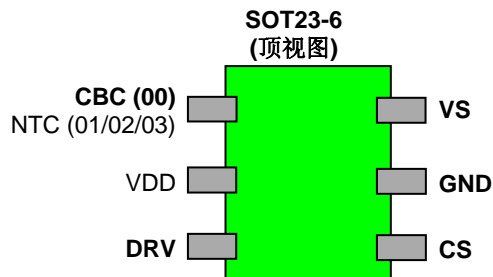 SOT23-6
(顶视图)
CBC (00)
NTC (01/02/03)
VS
VDD
GND
DRV
CS